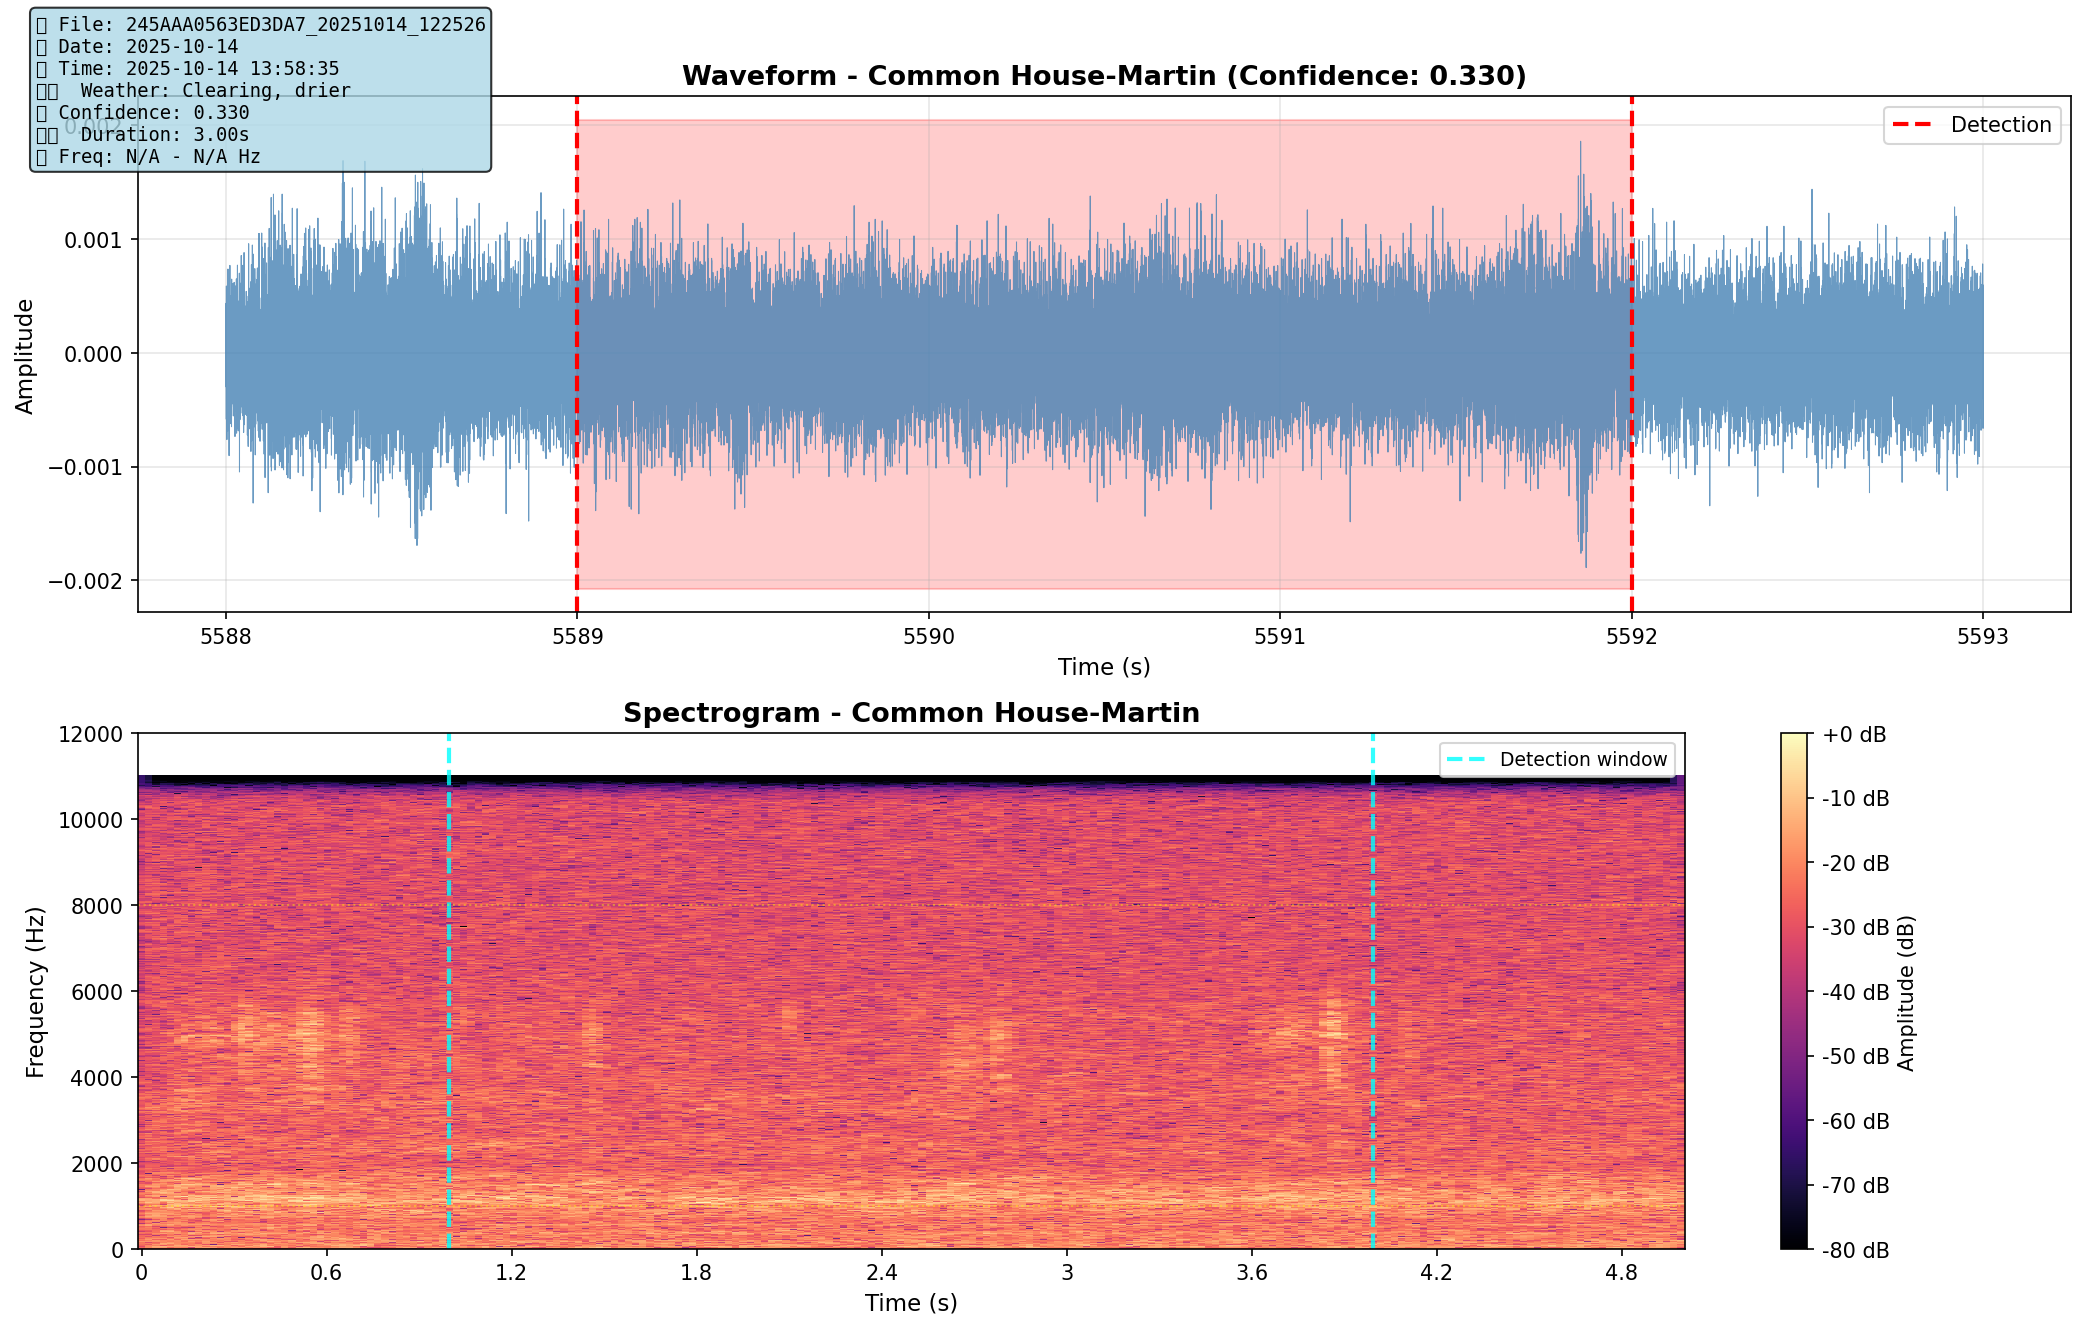 File: 245AAA0563ED3DA7_20251014_122526
Date: 2025-10-14
Time: 2025-10-14 13:58:35
Weather: Clearing, drier
Confidence: 0.330
Duration: 3.00s
Freq: N/A - N/A Hz
Waveform - Common House-Martin (Confidence: 0.330)
Detection
0.002
0.001
0.000
−0.001
−0.002
Amplitude
5588 5589 5590 5591 5592 5593
Time (s)
Spectrogram - Common House-Martin
Detection window
12000
10000
8000
6000
4000
2000
0
Frequency (Hz)
0 0.6 1.2 1.8 2.4 3 3.6 4.2 4.8
Time (s)
+0 dB
-10 dB
-20 dB
-30 dB
-40 dB
-50 dB
-60 dB
-70 dB
-80 dB
Amplitude (dB)